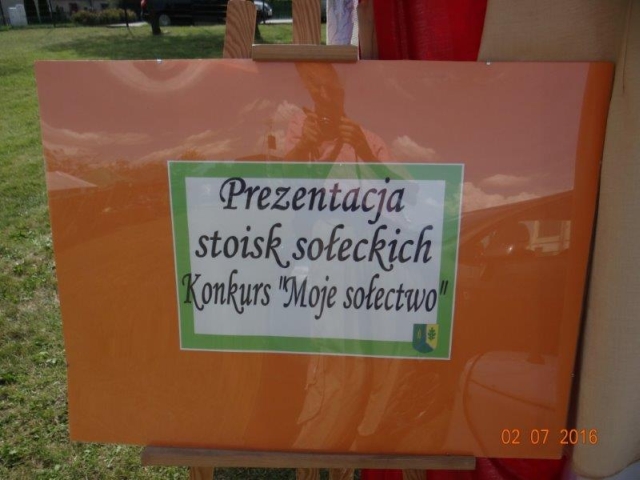 Prezentacja
stoisk sołeckich
Konkurs "Moje sołectwo"
02 07 2016